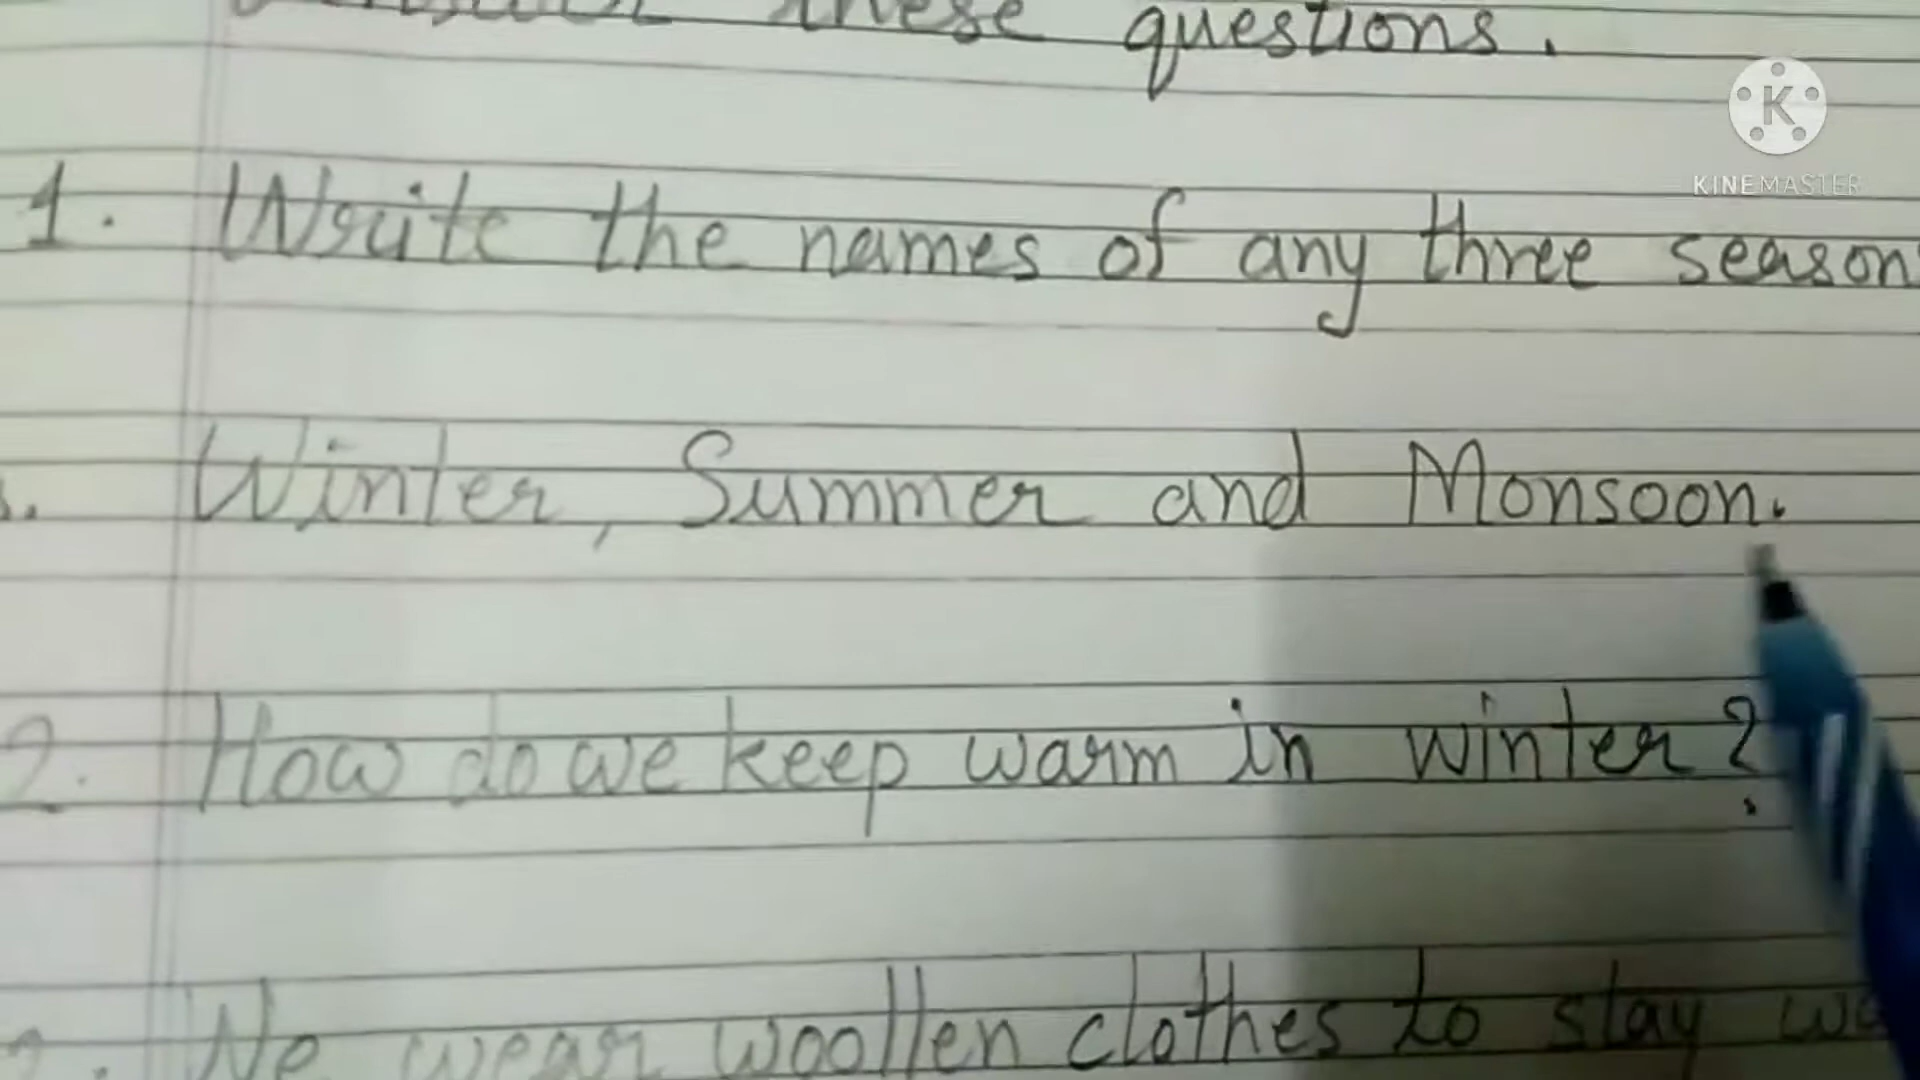 these questions.
KINEMASTER
1. Write the names of any three season
Winter, Summer and Monsoon.
2. How do we keep warm in winter?
We wear woollen clothes to stay